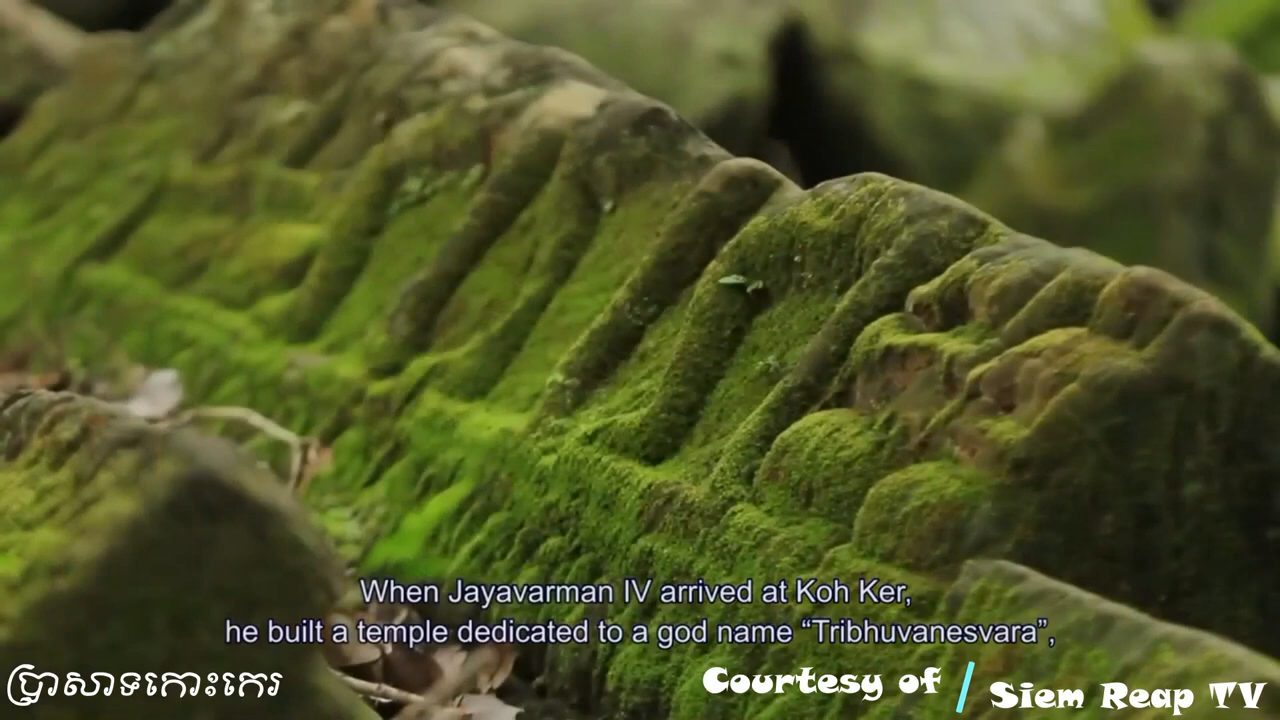 When Jayavarman IV arrived at Koh Ker,
he built a temple dedicated to a god name “Tribhuvanesvara”,
ប្រាសាទកោះកេរ
Courtesy of / Siem Reap TV